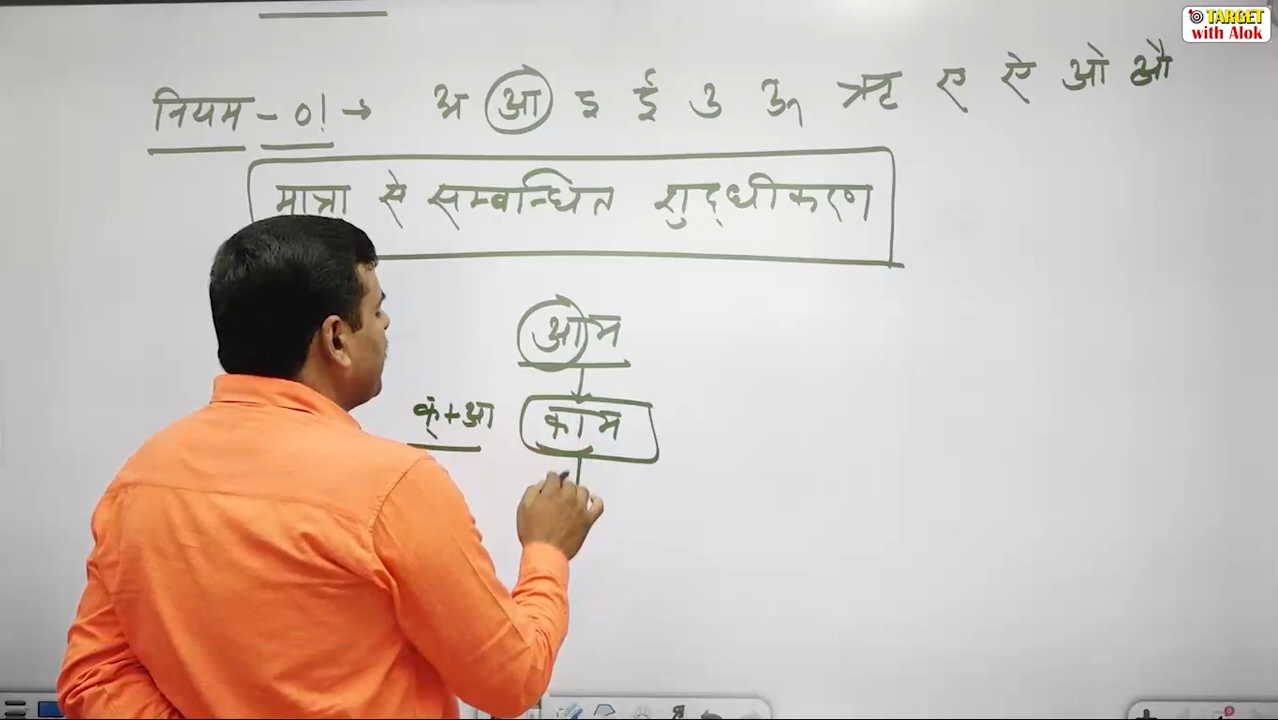 TARGET
with Alok
नियम - 01 → अ आ इ ई उ ऊ ऋ ए ऐ ओ औ
मात्रा से सम्बन्धित शुद्धीकरण
आम
क् + आ काम